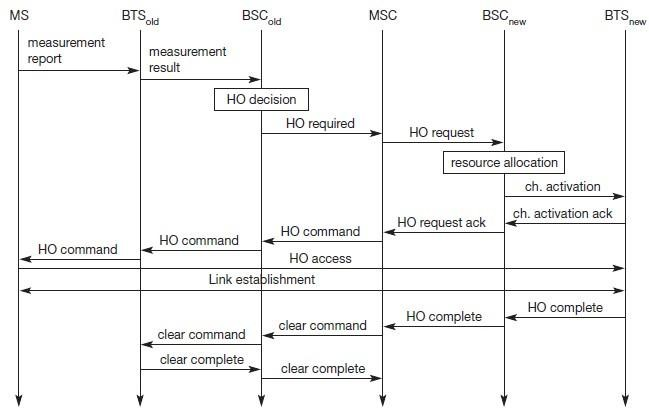 MS BTSold BSCold MSC BSCnew BTSnew
measurement
report
measurement
result
HO decision
HO required
HO request
resource allocation
ch. activation
ch. activation ack
HO request ack
HO command
HO command
HO command
HO access
Link establishment
HO complete
HO complete
clear command
clear command
clear complete
clear complete